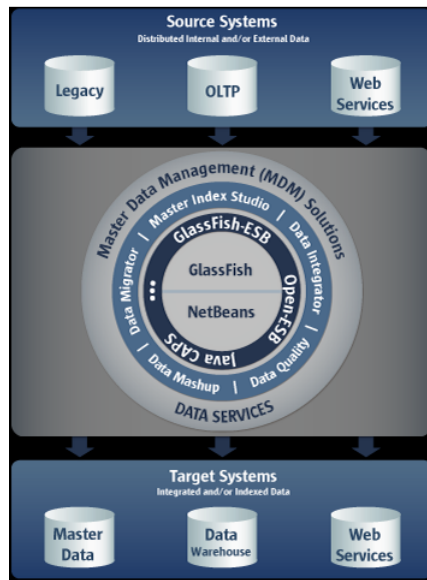 Source Systems
Distributed Internal and/or External Data
Legacy
OLTP
Web
Services
Master Data Management (MDM) Solutions
Data Migrator | Master Index Studio | Data Integrator | Data Quality | Data Mashup |
GlassFish-ESB
Open-ESB
Java CAPS
...
GlassFish
NetBeans
DATA SERVICES
Target Systems
Integrated and/or Indexed Data
Master
Data
Data
Warehouse
Web
Services